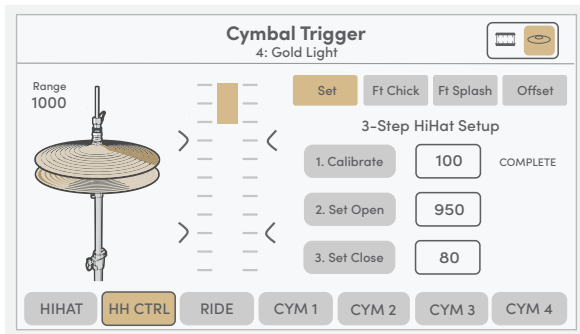 Cymbal Trigger
4: Gold Light
Range
1000
Set
Ft Chick
Ft Splash
Offset
3-Step HiHat Setup
1. Calibrate
100
COMPLETE
2. Set Open
950
3. Set Close
80
HIHAT
HH CTRL
RIDE
CYM 1
CYM 2
CYM 3
CYM 4